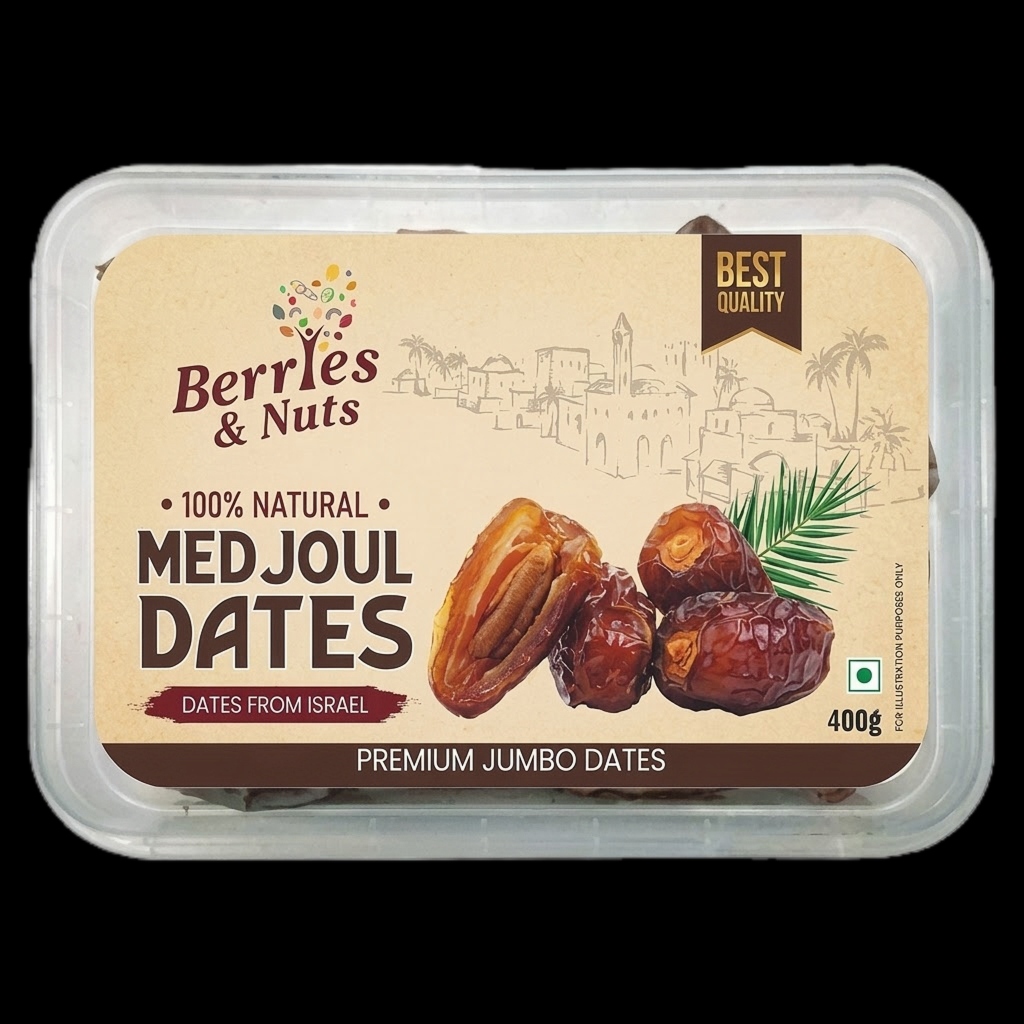 BEST
QUALITY
Berries
& Nuts
• 100% NATURAL •
MEDJOUL
DATES
DATES FROM ISRAEL
400g
FOR ILLUSTRATION PURPOSES ONLY
PREMIUM JUMBO DATES